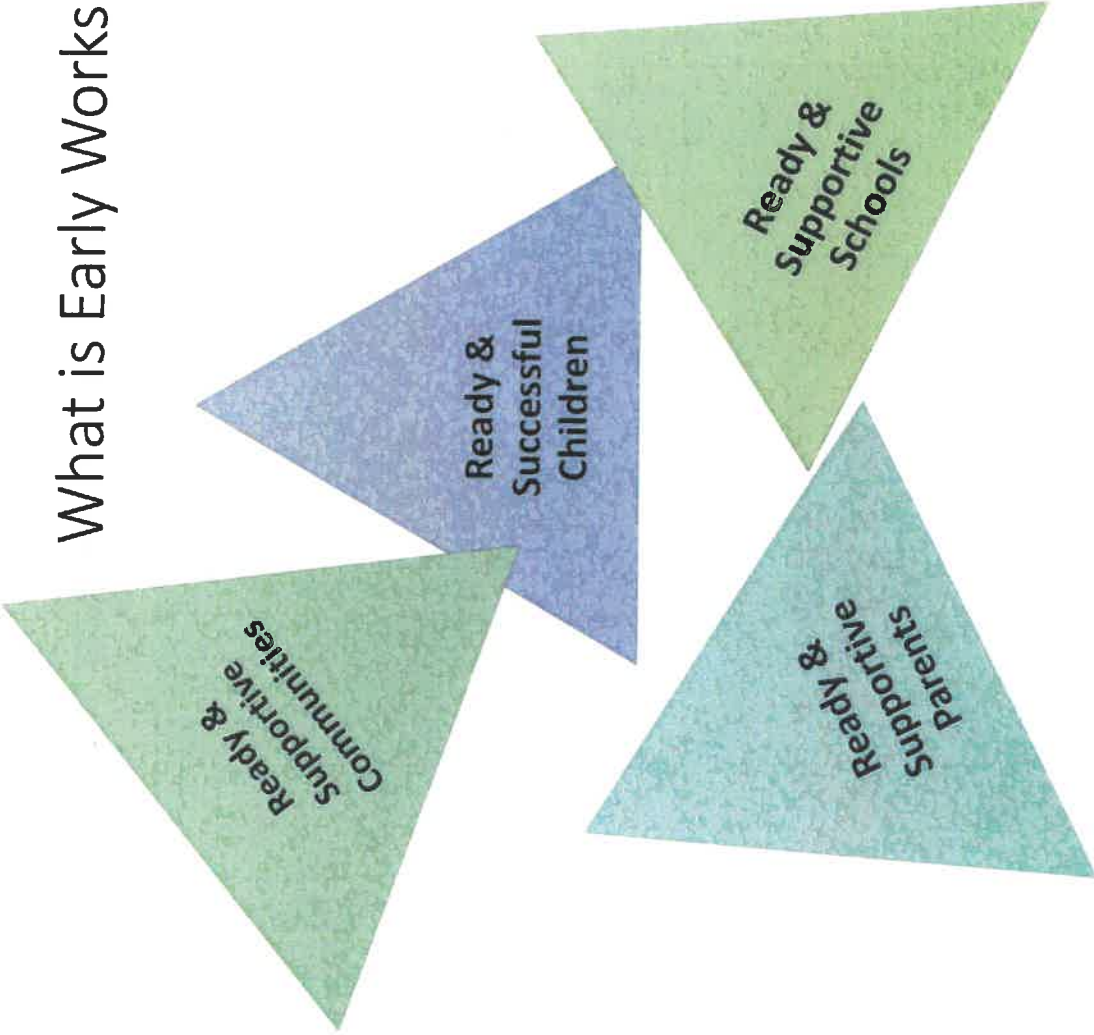 What is Early Works
Ready &
Supportive
Communities
Ready &
Successful
Children
Ready &
Supportive
Parents
Ready &
Supportive
Schools